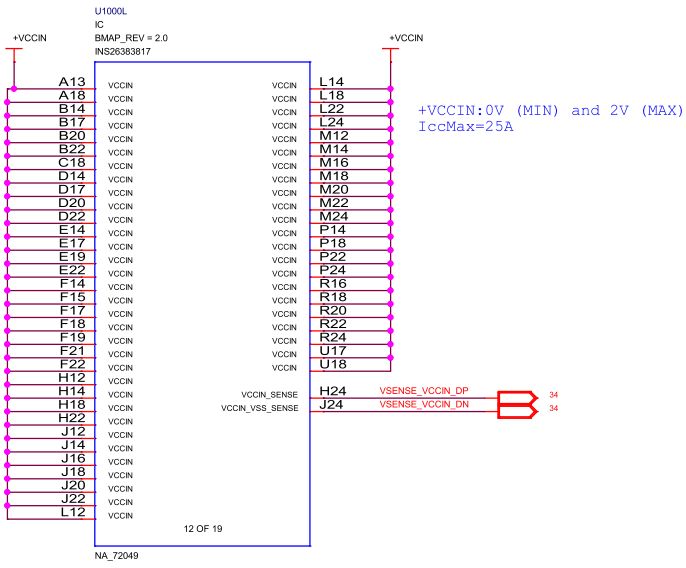 U1000L
IC
BMAP_REV = 2.0
INS26383817
+VCCIN
+VCCIN
A13 VCCIN VCCIN L14
A18 VCCIN VCCIN L18
B14 VCCIN VCCIN L22
B17 VCCIN VCCIN L24
B20 VCCIN VCCIN M12
B22 VCCIN VCCIN M14
C18 VCCIN VCCIN M16
D14 VCCIN VCCIN M18
D17 VCCIN VCCIN M20
D20 VCCIN VCCIN M22
D22 VCCIN VCCIN M24
E14 VCCIN VCCIN P14
E17 VCCIN VCCIN P18
E19 VCCIN VCCIN P22
E22 VCCIN VCCIN P24
F14 VCCIN VCCIN R16
F15 VCCIN VCCIN R18
F17 VCCIN VCCIN R20
F18 VCCIN VCCIN R22
F19 VCCIN VCCIN R24
F21 VCCIN VCCIN U17
F22 VCCIN VCCIN U18
H12 VCCIN
H14 VCCIN VCCIN_SENSE H24 VSENSE_VCCIN_DP 34
H18 VCCIN VCCIN_VSS_SENSE J24 VSENSE_VCCIN_DN 34
H22 VCCIN
J12 VCCIN
J14 VCCIN
J16 VCCIN
J18 VCCIN
J20 VCCIN
J22 VCCIN
L12 VCCIN
12 OF 19
NA_72049
+VCCIN:0V (MIN) and 2V (MAX)
IccMax=25A